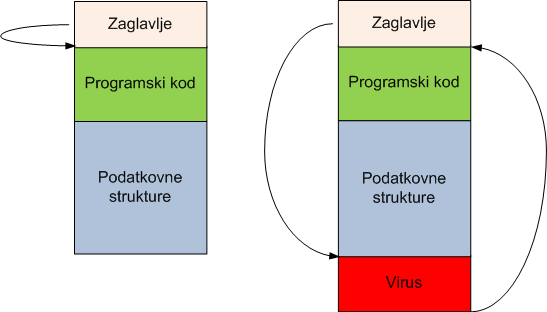 Zaglavlje
Programski kod
Podatkovne
strukture
Zaglavlje
Programski kod
Podatkovne
strukture
Virus